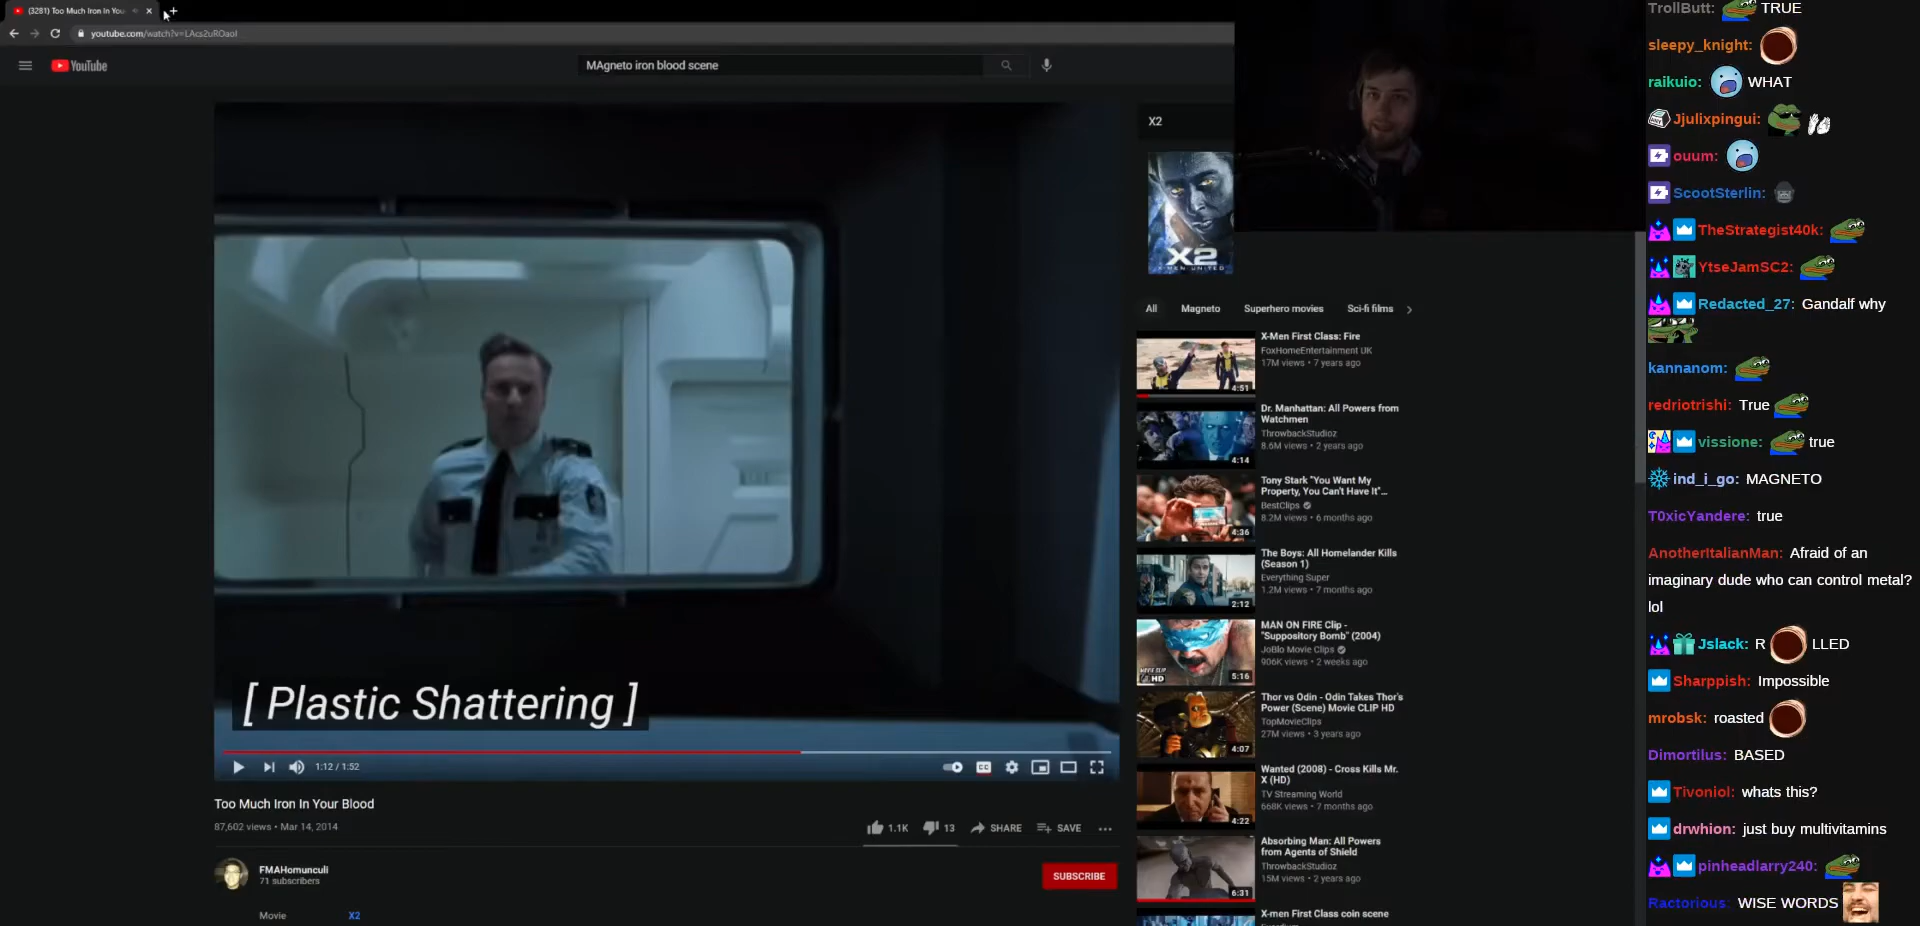 (3281) Too Much Iron In You
youtube.com/watch?v=LAcs2uROaoI
YouTube
MAgneto iron blood scene
X2
X2
X-MEN UNITED
All Magneto Superhero movies Sci-fi films
X-Men First Class: Fire
FoxHomeEntertainment UK
17M views • 7 years ago
4:51
Dr. Manhattan: All Powers from
Watchmen
ThrowbackStudioz
8.6M views • 2 years ago
4:14
Tony Stark "You Want My
Property, You Can't Have It"...
BestClips
8.2M views • 6 months ago
4:36
The Boys: All Homelander Kills
(Season 1)
Everything Super
1.2M views • 7 months ago
2:12
MAN ON FIRE Clip -
"Suppository Bomb" (2004)
JoBlo Movie Clips
906K views • 2 weeks ago
HD
5:16
Thor vs Odin - Odin Takes Thor's
Power (Scene) Movie CLIP HD
TopMovieClips
27M views • 3 years ago
4:07
Wanted (2008) - Cross Kills Mr.
X (HD)
TV Streaming World
668K views • 7 months ago
4:22
Absorbing Man: All Powers
from Agents of Shield
ThrowbackStudioz
15M views • 2 years ago
6:31
X-men First Class coin scene
[ Plastic Shattering ]
1:12 / 1:52
CC
Too Much Iron In Your Blood
87,602 views • Mar 14, 2014
1.1K 13 SHARE SAVE ...
FMAHomunculi
71 subscribers
SUBSCRIBE
Movie X2
TrollButt: TRUE
sleepy_knight:
raikuio: WHAT
Jjulixpingui:
ouum:
ScootSterlin:
TheStrategist40k:
YtseJamSC2:
Redacted_27: Gandalf why
kannanom:
redriotrishi: True
vissione: true
ind_i_go: MAGNETO
T0xicYandere: true
AnotherItalianMan: Afraid of an
imaginary dude who can control metal?
lol
Jslack: R LLED
Sharppish: Impossible
mrobsk: roasted
Dimortilus: BASED
Tivoniol: whats this?
drwhion: just buy multivitamins
pinheadlarry240:
Ractorious: WISE WORDS